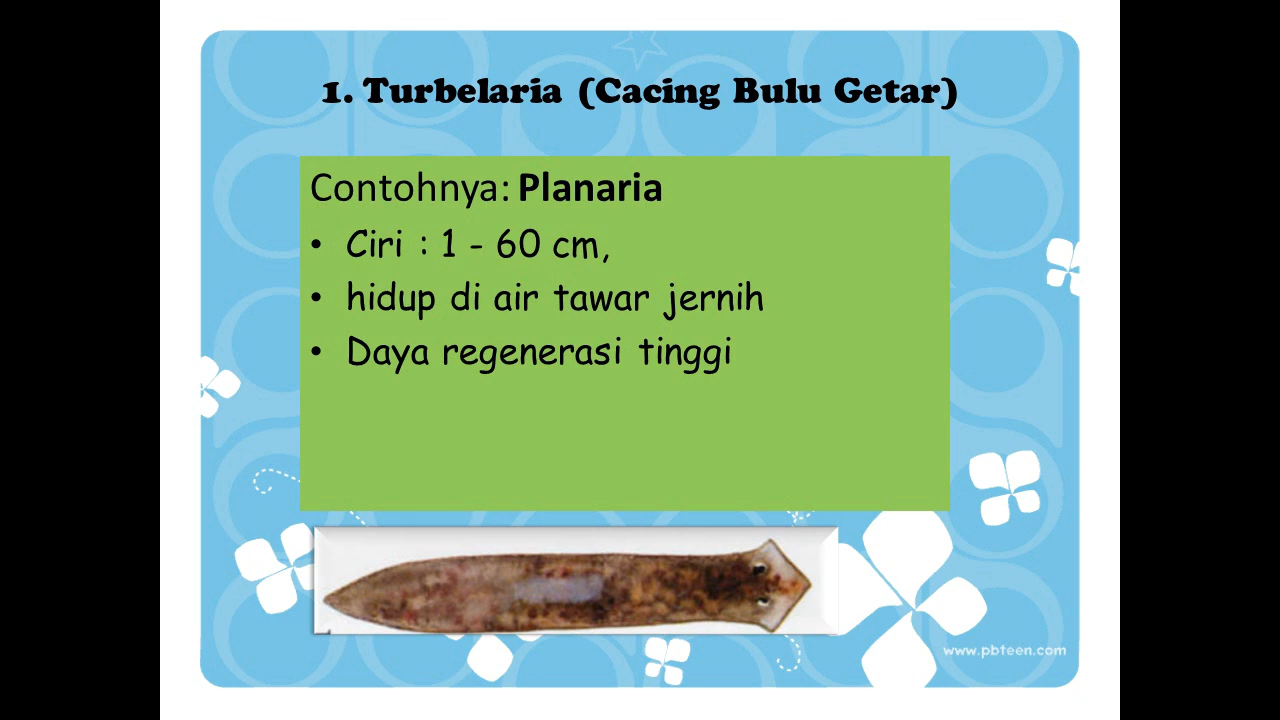 1. Turbelaria (Cacing Bulu Getar)
Contohnya: Planaria
• Ciri : 1 - 60 cm,
• hidup di air tawar jernih
• Daya regenerasi tinggi
www.pbteen.com